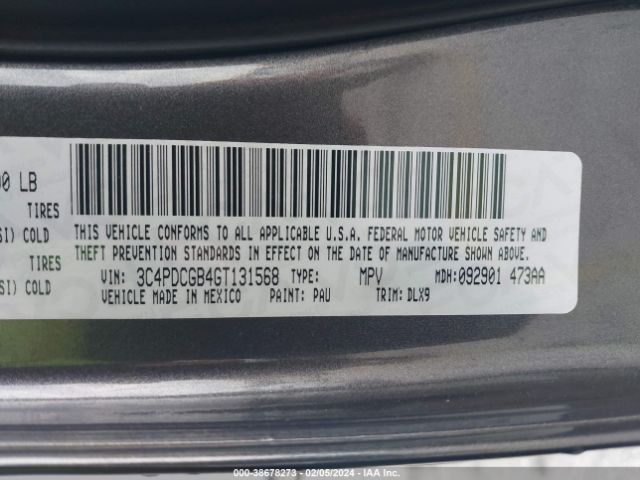 00 LB
TIRES
SI) COLD
TIRES
SI) COLD
THIS VEHICLE CONFORMS TO ALL APPLICABLE U.S.A. FEDERAL MOTOR VEHICLE SAFETY AND
THEFT PREVENTION STANDARDS IN EFFECT ON THE DATE OF MANUFACTURE SHOWN ABOVE.
VIN: 3C4PDCGB4GT131568 TYPE: MPV MDH: 092901 473AA
VEHICLE MADE IN MEXICO PAINT: PAU TRIM: DLX9
000-38678273 - 02/05/2024 - IAA Inc.